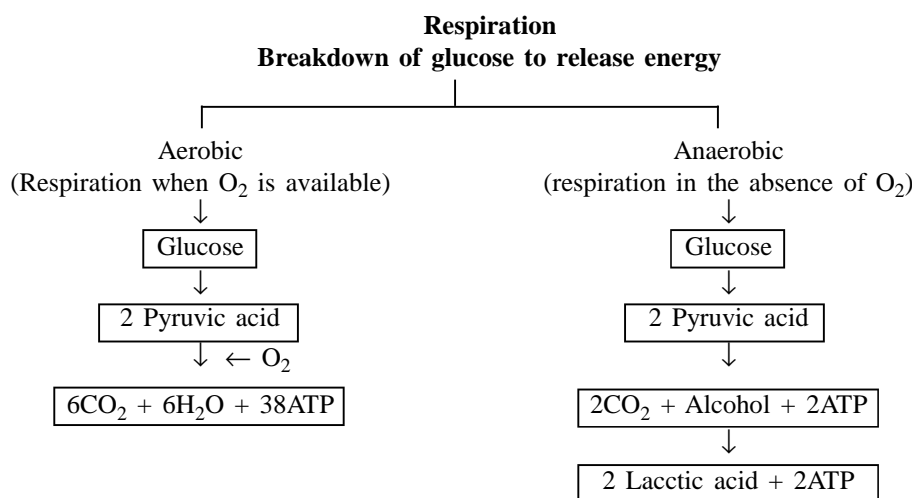 Respiration
Breakdown of glucose to release energy
Aerobic
(Respiration when O₂ is available)
↓
Glucose
↓
2 Pyruvic acid
↓ ← O₂
6CO₂ + 6H₂O + 38ATP
Anaerobic
(respiration in the absence of O₂)
↓
Glucose
↓
2 Pyruvic acid
↓
2CO₂ + Alcohol + 2ATP
↓
2 Lacctic acid + 2ATP